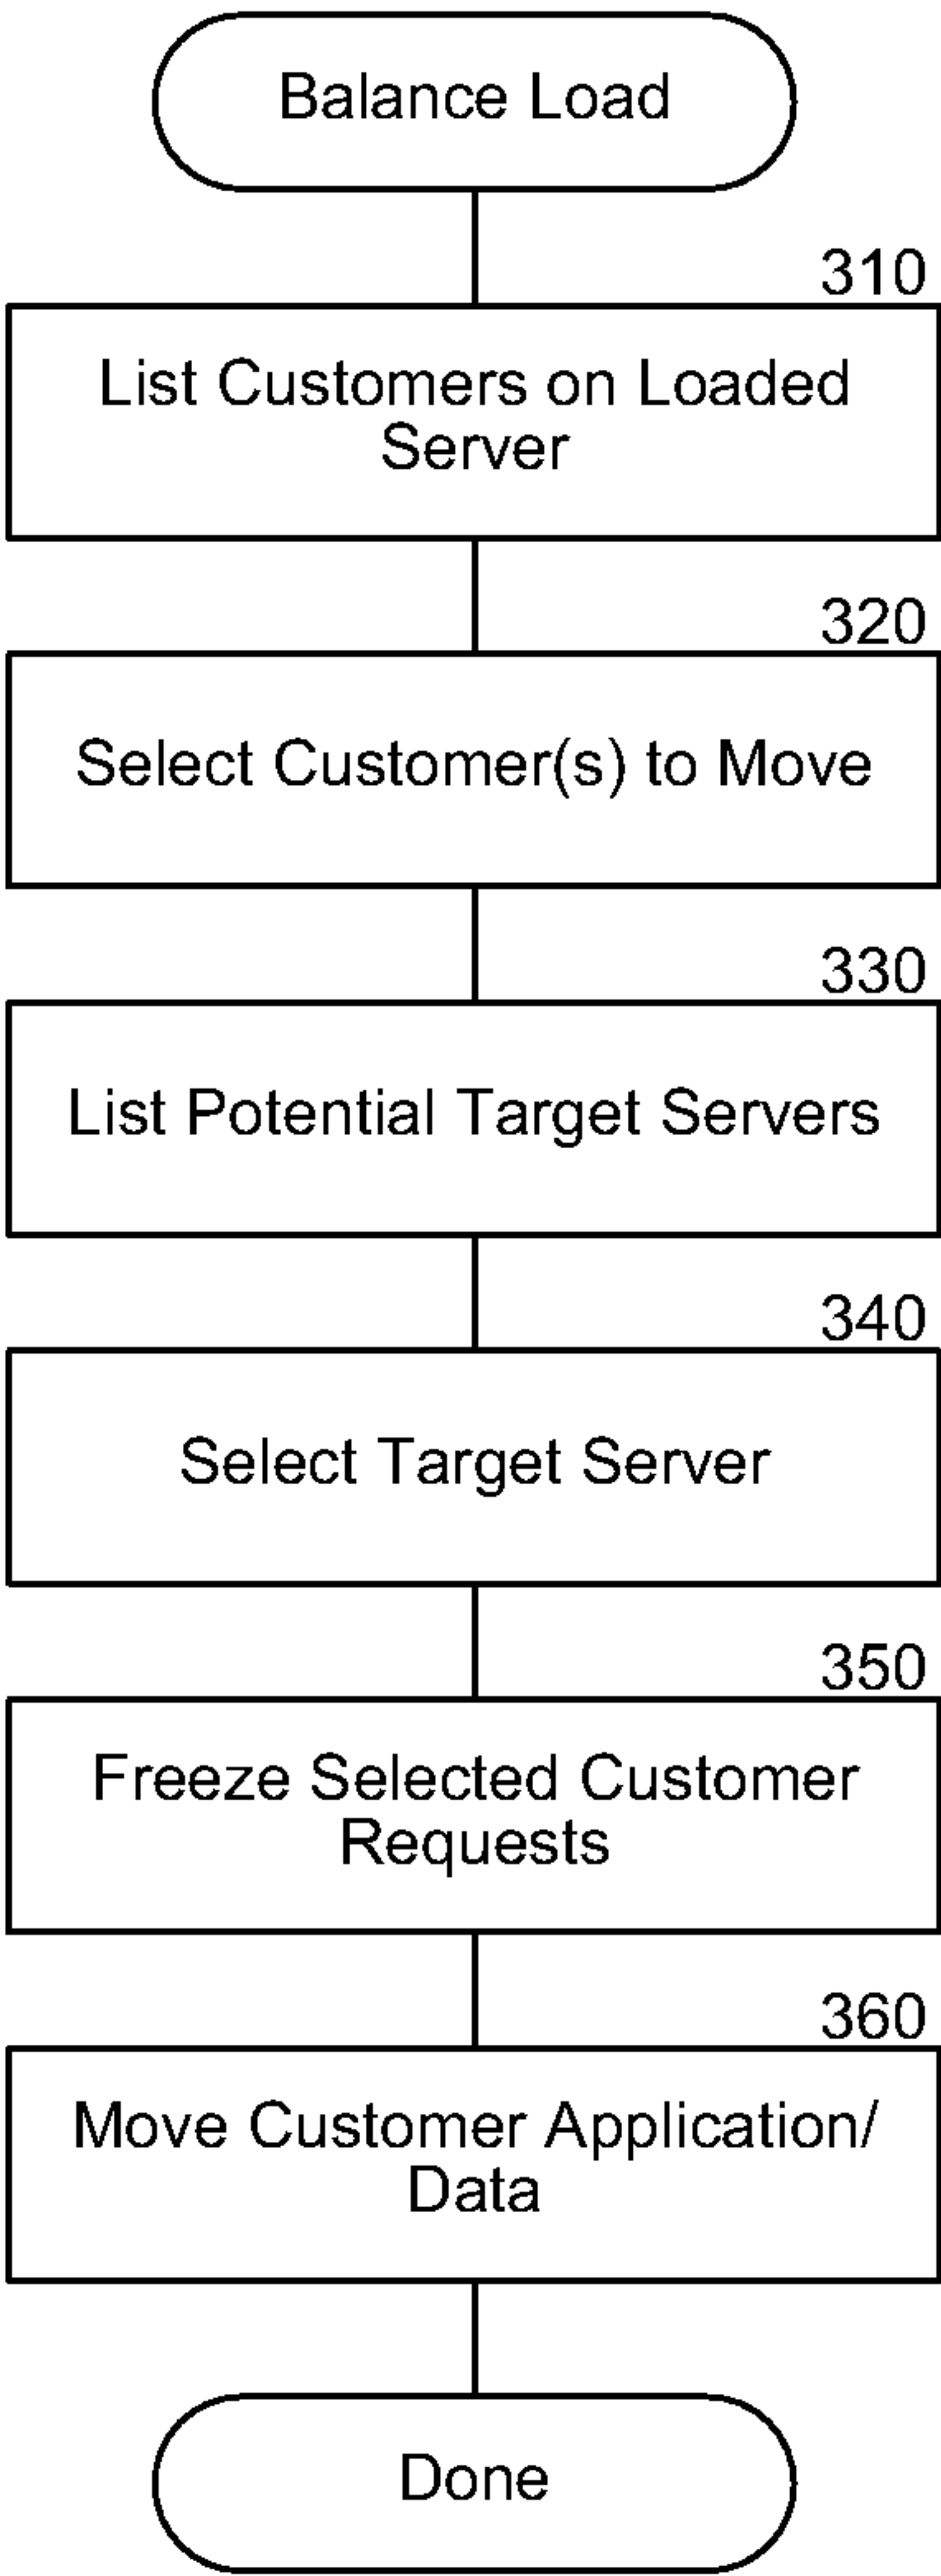 Balance Load
310
List Customers on Loaded
Server
320
Select Customer(s) to Move
330
List Potential Target Servers
340
Select Target Server
350
Freeze Selected Customer
Requests
360
Move Customer Application/
Data
Done